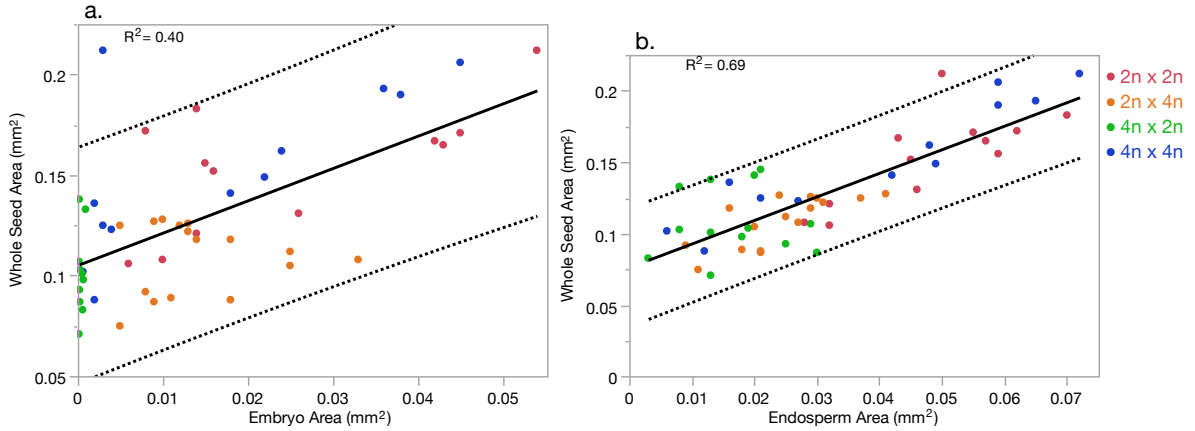 a.
R² = 0.40
Whole Seed Area (mm²)
0.2
0.15
0.1
0.05
0
0.01
0.02
0.03
0.04
0.05
Embryo Area (mm²)
b.
R² = 0.69
Whole Seed Area (mm²)
0.2
0.15
0.1
0.05
0
0
0.01
0.02
0.03
0.04
0.05
0.06
0.07
Endosperm Area (mm²)
2n x 2n
2n x 4n
4n x 2n
4n x 4n